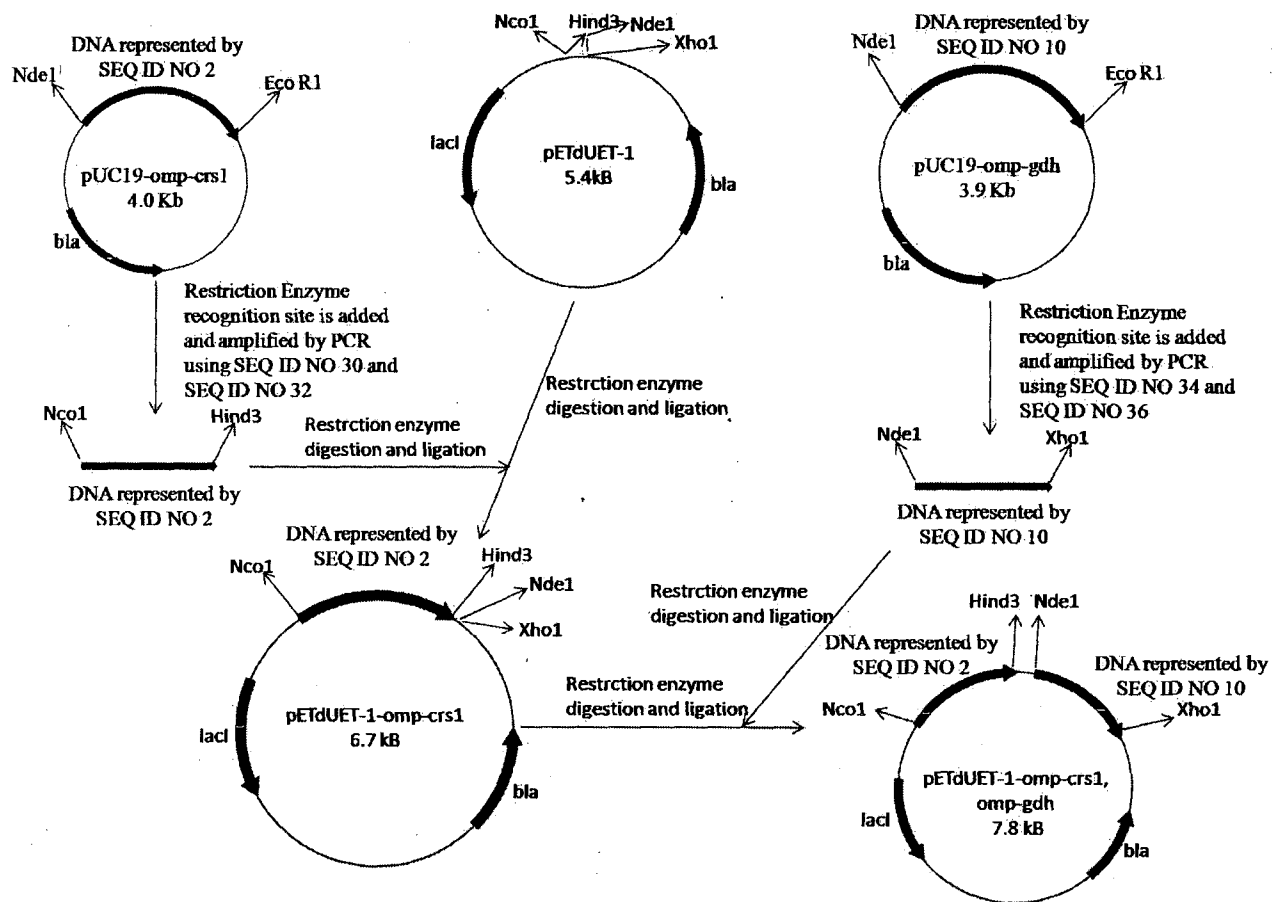 DNA represented by
SEQ ID NO 2
Nde1
Eco R1
pUC19-omp-crs1
4.0 Kb
bla
Restriction Enzyme
recognition site is added
and amplified by PCR
using SEQ ID NO 30 and
SEQ ID NO 32
Nco1
Hind3
DNA represented by
SEQ ID NO 2
Nco1
Hind3
Nde1
Xho1
lacI
pETdUET-1
5.4kB
bla
Restrction enzyme
digestion and ligation
Restrction enzyme
digestion and ligation
DNA represented by
SEQ ID NO 10
Nde1
Eco R1
pUC19-omp-gdh
3.9 Kb
bla
Restriction Enzyme
recognition site is added
and amplified by PCR
using SEQ ID NO 34 and
SEQ ID NO 36
Nde1
Xho1
DNA represented by
SEQ ID NO 10
DNA represented by
SEQ ID NO 2
Nco1
Hind3
Nde1
Xho1
lacI
pETdUET-1-omp-crs1
6.7 kB
bla
Restrction enzyme
digestion and ligation
Restrction enzyme
digestion and ligation
Hind3
Nde1
DNA represented by
SEQ ID NO 2
DNA represented by
SEQ ID NO 10
Nco1
Xho1
lacI
pETdUET-1-omp-crs1,
omp-gdh
7.8 kB
bla